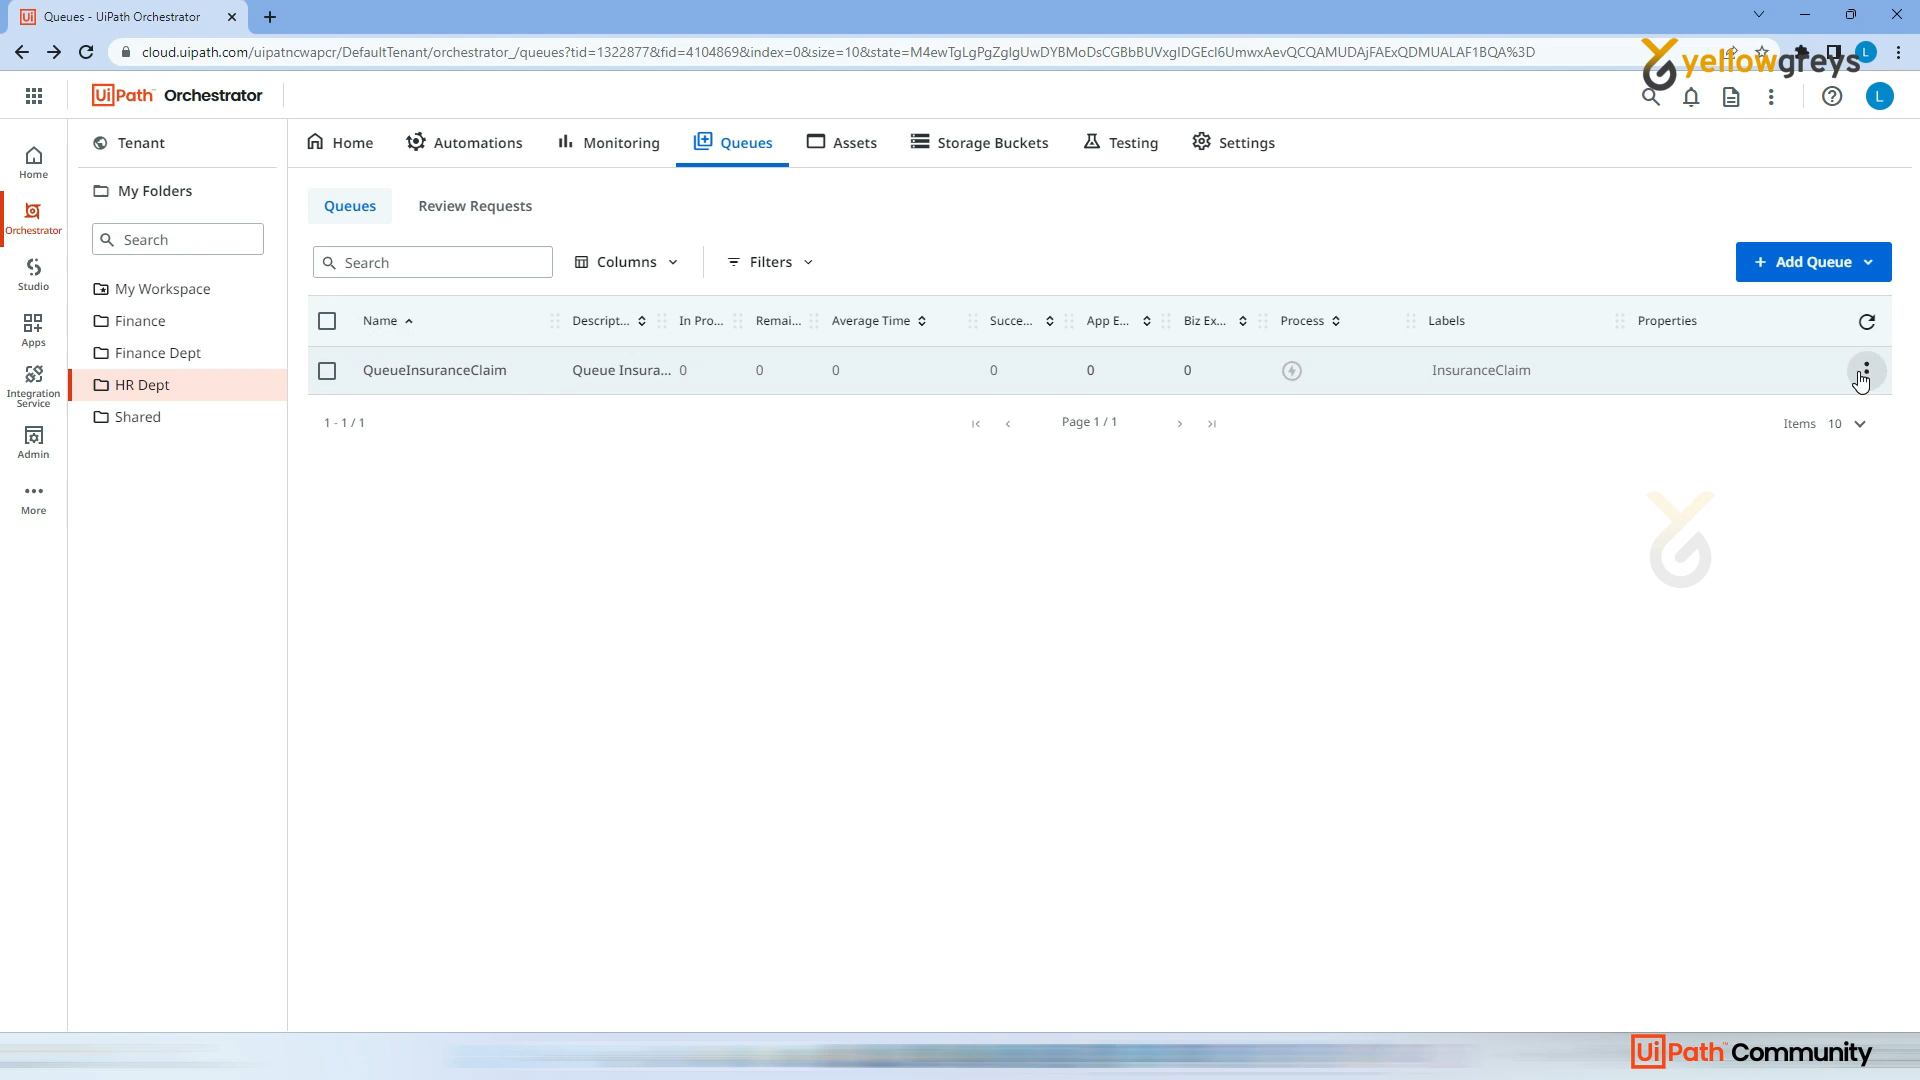 Queues - UiPath Orchestrator
cloud.uipath.com/uipatncwapcr/DefaultTenant/orchestrator_/queues?tid=1322877&fid=4104869&index=0&size=10&state=M4ewTgLgPgZglgUwDYBMoDsCGBbBUVxgIDGEcl6UmwxAevQCQAMUDAjFAExQDMUALAF1BQA%3D
L
yellowgreys
UiPath Orchestrator
L
Home
Orchestrator
Studio
Apps
Integration Service
Admin
More
Tenant
My Folders
Search
My Workspace
Finance
Finance Dept
HR Dept
Shared
Home Automations Monitoring Queues Assets Storage Buckets Testing Settings
Queues Review Requests
Search Columns Filters + Add Queue
Name Descript... In Pro... Remai... Average Time Succe... App E... Biz Ex... Process Labels Properties
QueueInsuranceClaim Queue Insura... 0 0 0 0 0 0 InsuranceClaim
1 - 1 / 1 Page 1 / 1 Items 10
UiPath Community